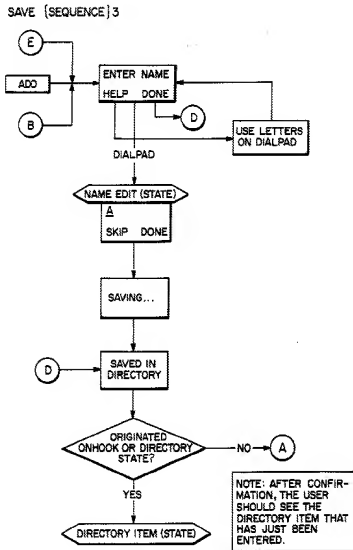 SAVE (SEQUENCE) 3
E
ADD
B
ENTER NAME
HELP DONE
D
USE LETTERS
ON DIALPAD
DIALPAD
NAME EDIT (STATE)
A
SKIP DONE
SAVING...
D
SAVED IN
DIRECTORY
ORIGINATED
ONHOOK OR DIRECTORY
STATE?
NO
A
YES
DIRECTORY ITEM (STATE)
NOTE: AFTER CONFIR-
MATION, THE USER
SHOULD SEE THE
DIRECTORY ITEM THAT
HAS JUST BEEN
ENTERED.